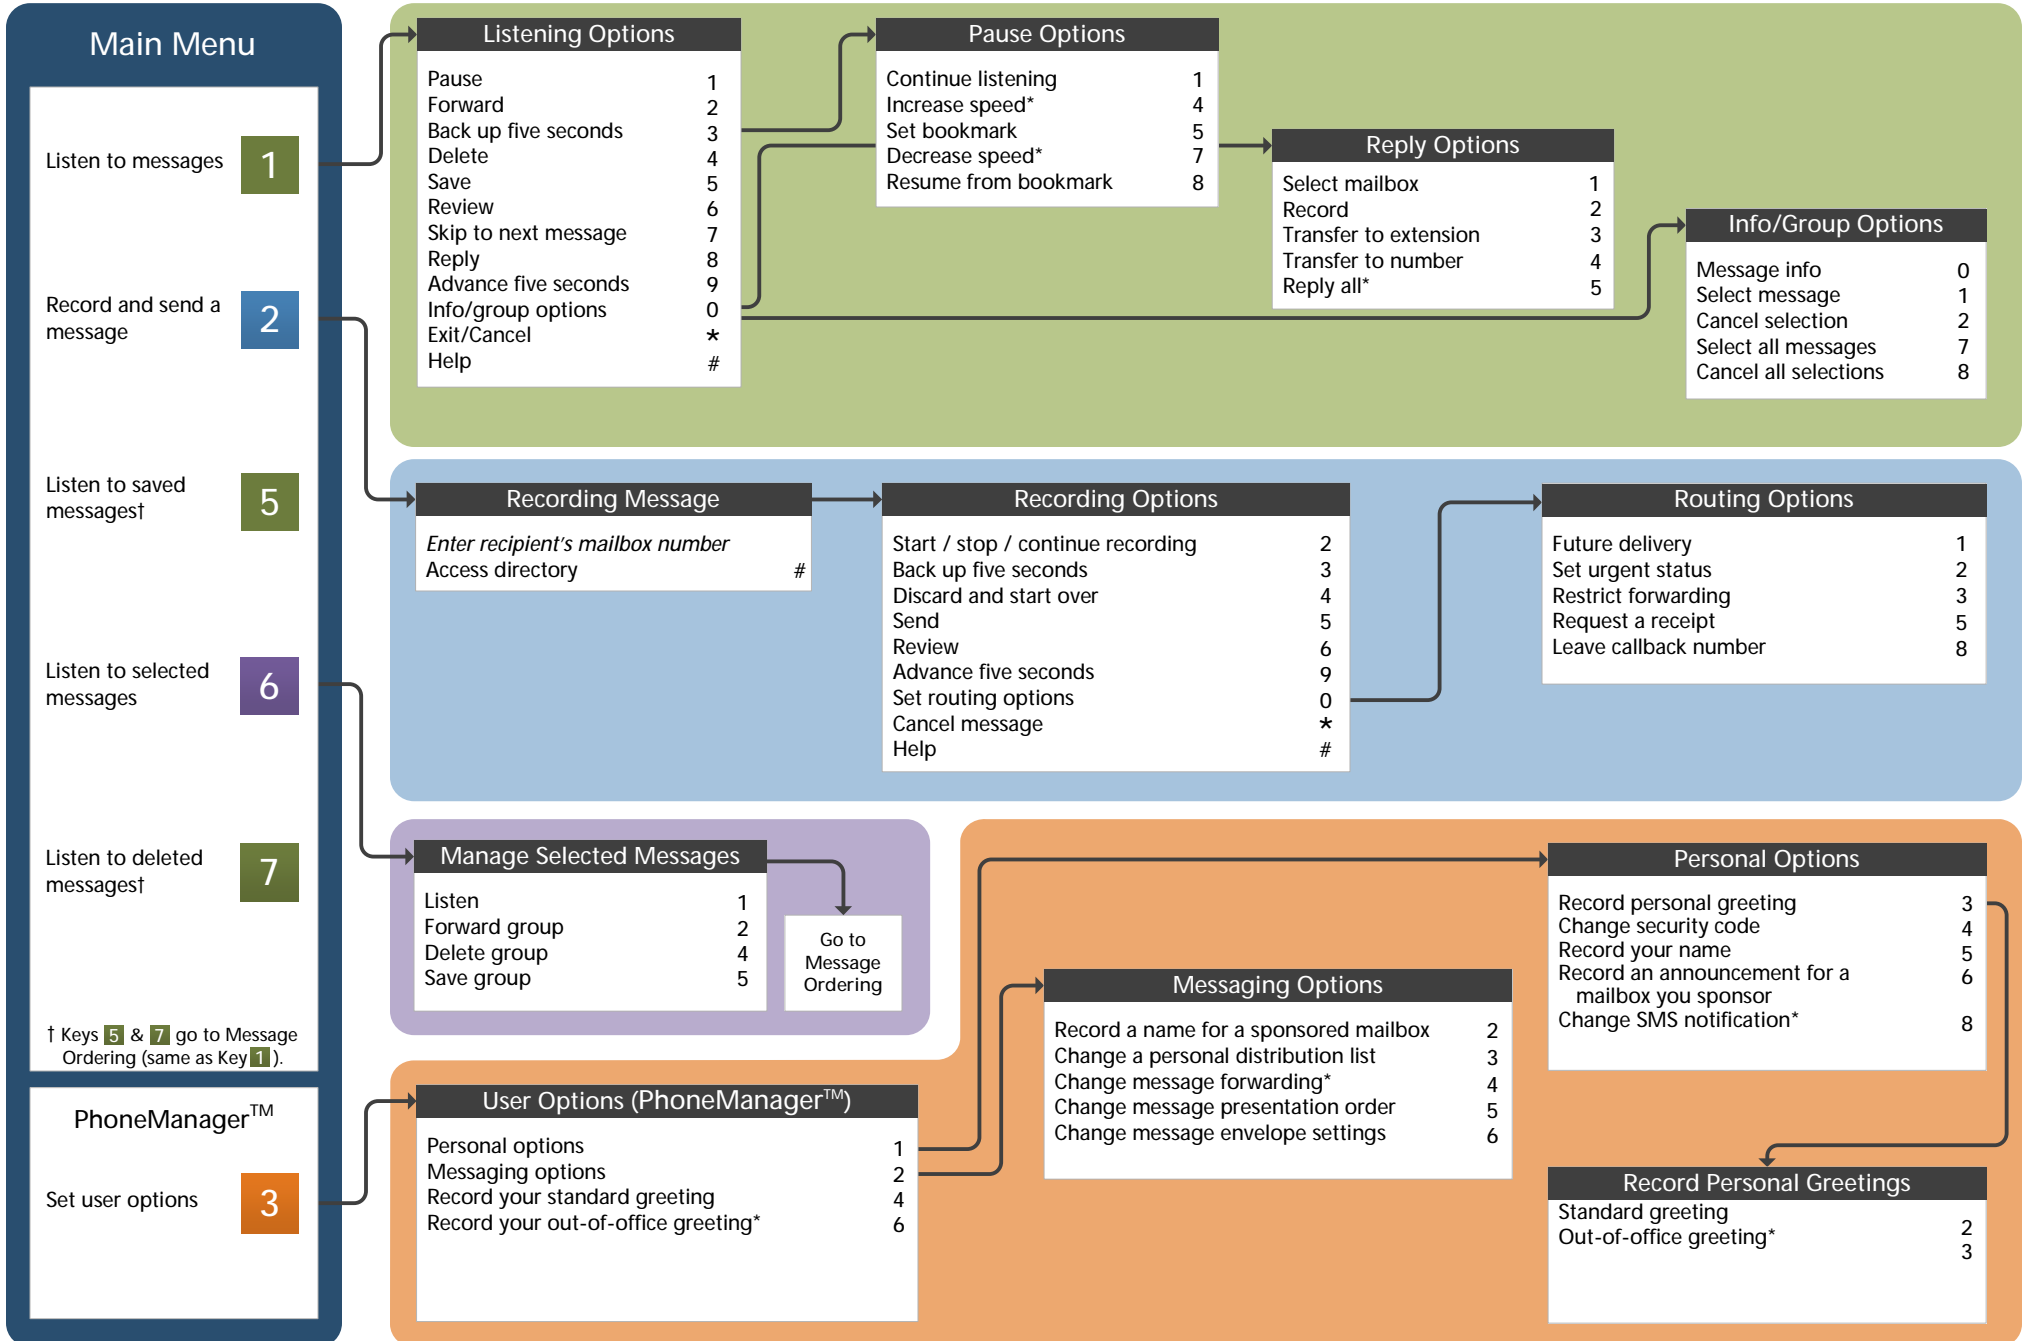 Main Menu
Listen to messages 1
Record and send a 2
message
Listen to saved 5
messages†
Listen to selected 6
messages
Listen to deleted 7
messages†
† Keys 5 & 7 go to Message
Ordering (same as Key 1 ).
PhoneManager™
Set user options 3
Listening Options
Pause 1
Forward 2
Back up five seconds 3
Delete 4
Save 5
Review 6
Skip to next message 7
Reply 8
Advance five seconds 9
Info/group options 0
Exit/Cancel *
Help #
Pause Options
Continue listening 1
Increase speed* 4
Set bookmark 5
Decrease speed* 7
Resume from bookmark 8
Reply Options
Select mailbox 1
Record 2
Transfer to extension 3
Transfer to number 4
Reply all* 5
Info/Group Options
Message info 0
Select message 1
Cancel selection 2
Select all messages 7
Cancel all selections 8
Recording Message
Enter recipient's mailbox number
Access directory #
Recording Options
Start / stop / continue recording 2
Back up five seconds 3
Discard and start over 4
Send 5
Review 6
Advance five seconds 9
Set routing options 0
Cancel message *
Help #
Routing Options
Future delivery 1
Set urgent status 2
Restrict forwarding 3
Request a receipt 5
Leave callback number 8
Manage Selected Messages
Listen 1
Forward group 2
Delete group 4
Save group 5
Go to
Message
Ordering
User Options (PhoneManager™)
Personal options 1
Messaging options 2
Record your standard greeting 4
Record your out-of-office greeting* 6
Messaging Options
Record a name for a sponsored mailbox 2
Change a personal distribution list 3
Change message forwarding* 4
Change message presentation order 5
Change message envelope settings 6
Personal Options
Record personal greeting 3
Change security code 4
Record your name 5
Record an announcement for a 6
mailbox you sponsor
Change SMS notification* 8
Record Personal Greetings
Standard greeting 2
Out-of-office greeting* 3